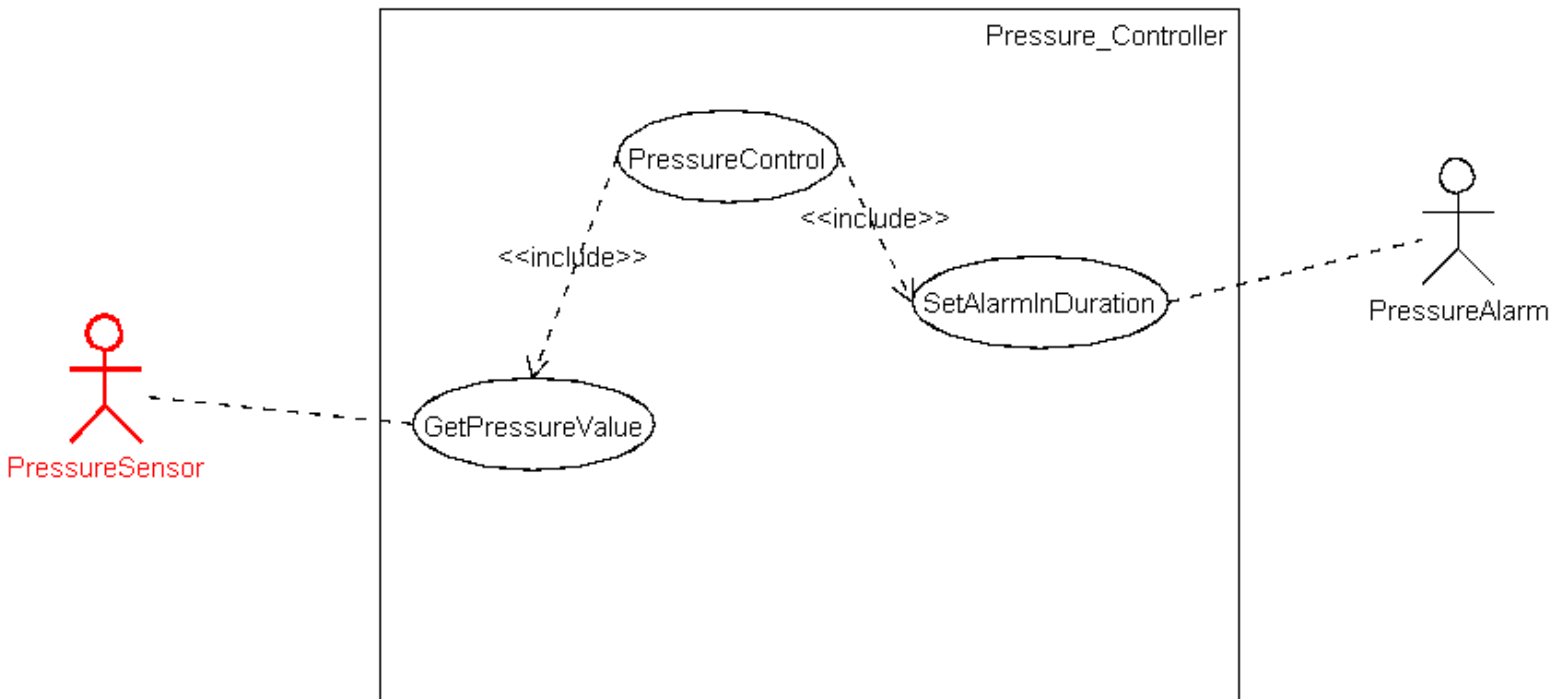 Pressure_Controller
PressureControl
<<include>>
<<include>>
SetAlarmInDuration
PressureAlarm
GetPressureValue
PressureSensor